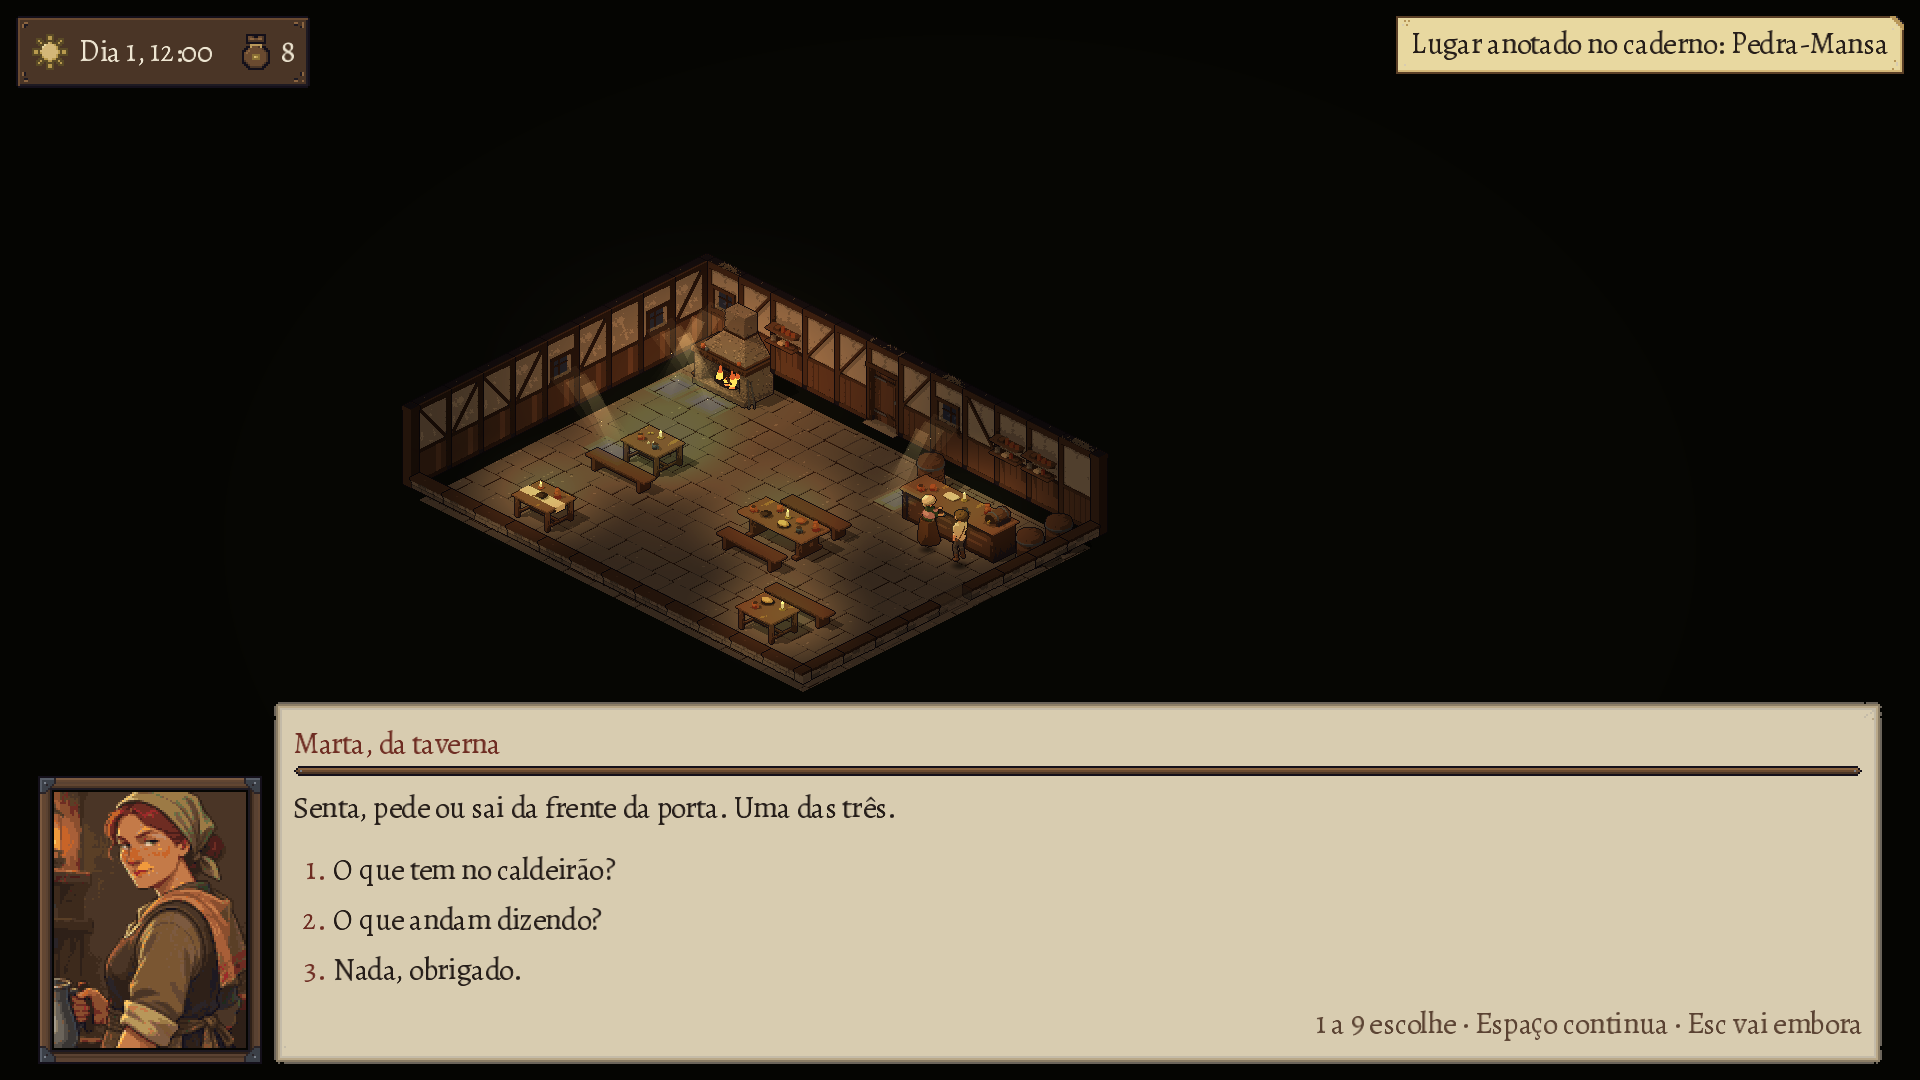 Dia 1, 12:00 8
Lugar anotado no caderno: Pedra-Mansa
Marta, da taverna
Senta, pede ou sai da frente da porta. Uma das três.
1. O que tem no caldeirão?
2. O que andam dizendo?
3. Nada, obrigado.
1 a 9 escolhe · Espaço continua · Esc vai embora